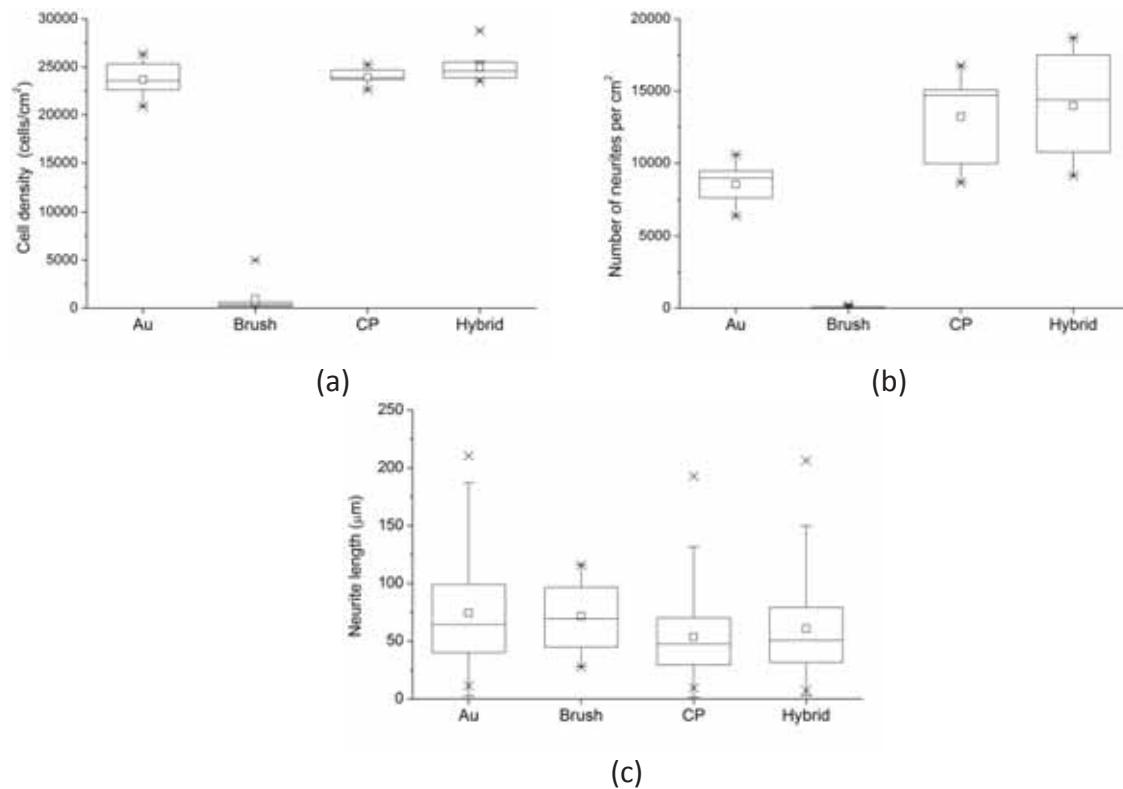 Cell density (cells/cm²)
30000
25000
20000
15000
10000
5000
0
Au Brush CP Hybrid
(a)
Number of neurites per cm²
20000
15000
10000
5000
0
Au Brush CP Hybrid
(b)
Neurite length (μm)
250
200
150
100
50
0
Au Brush CP Hybrid
(c)